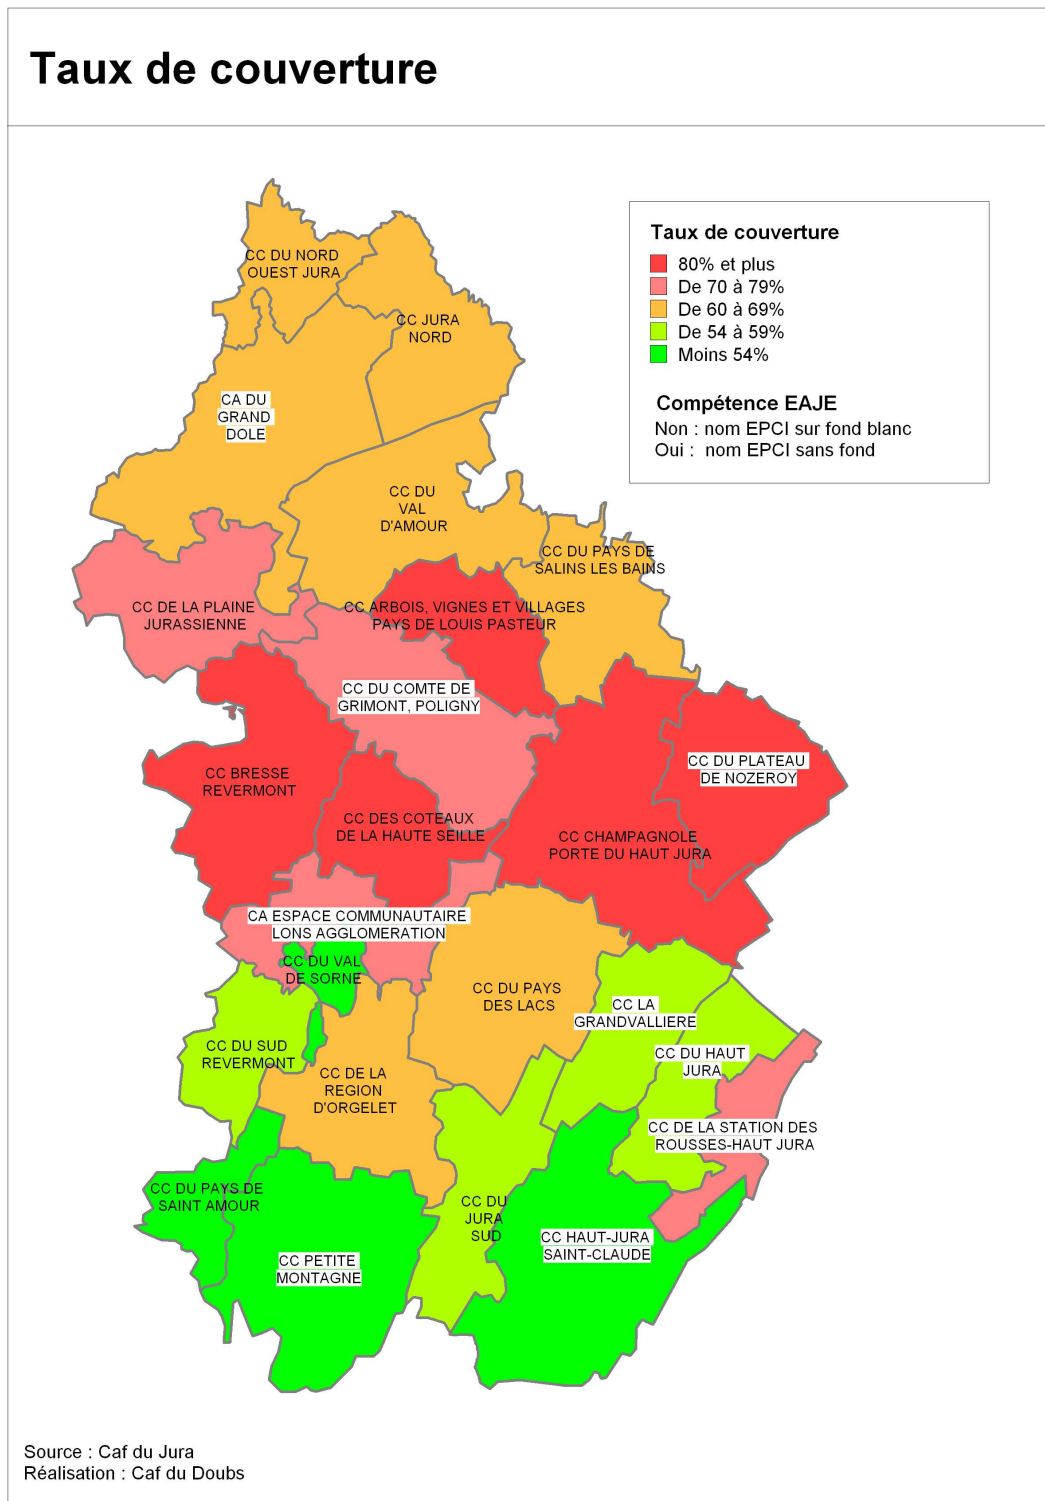 Taux de couverture
Taux de couverture
80% et plus
De 70 à 79%
De 60 à 69%
De 54 à 59%
Moins 54%
Compétence EAJE
Non : nom EPCI sur fond blanc
Oui : nom EPCI sans fond
CC DU NORD
OUEST JURA
CC JURA
NORD
CA DU
GRAND
DOLE
CC DU
VAL
D'AMOUR
CC DU PAYS DE
SALINS LES BAINS
CC DE LA PLAINE
JURASSIENNE
CC ARBOIS, VIGNES ET VILLAGES
PAYS DE LOUIS PASTEUR
CC DU COMTE DE
GRIMONT, POLIGNY
CC BRESSE
REVERMONT
CC DU PLATEAU
DE NOZEROY
CC DES COTEAUX
DE LA HAUTE SEILLE
CC CHAMPAGNOLE
PORTE DU HAUT JURA
CA ESPACE COMMUNAUTAIRE
LONS AGGLOMERATION
CC DU VAL
DE SORNE
CC DU PAYS
DES LACS
CC LA
GRANDVALLIERE
CC DU SUD
REVERMONT
CC DU HAUT
JURA
CC DE LA
REGION
D'ORGELET
CC DE LA STATION DES
ROUSSES-HAUT JURA
CC DU PAYS DE
SAINT AMOUR
CC DU
JURA
SUD
CC HAUT-JURA
SAINT-CLAUDE
CC PETITE
MONTAGNE
Source : Caf du Jura
Réalisation : Caf du Doubs